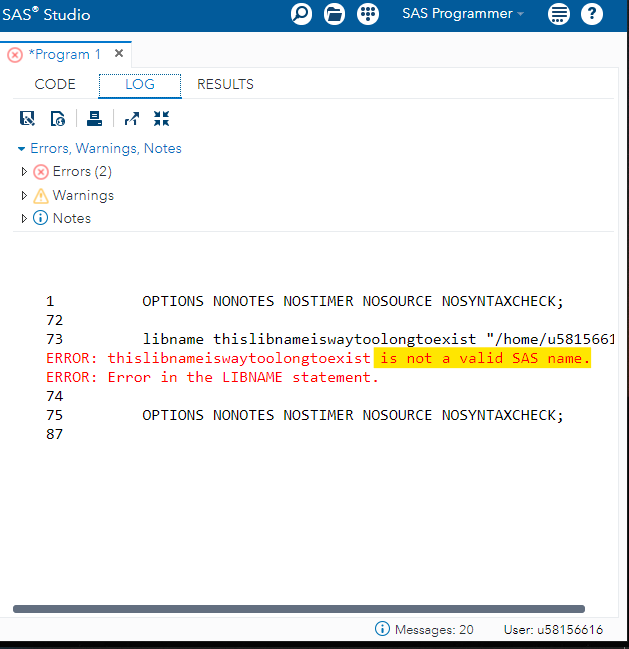 SAS® Studio SAS Programmer ?
*Program 1 ×
CODE LOG RESULTS
Errors, Warnings, Notes
Errors (2)
Warnings
Notes
1 OPTIONS NONOTES NOSTIMER NOSOURCE NOSYNTAXCHECK;
72
73 libname thislibnameiswaytoolongtoexist "/home/u5815661
ERROR: thislibnameiswaytoolongtoexist is not a valid SAS name.
ERROR: Error in the LIBNAME statement.
74
75 OPTIONS NONOTES NOSTIMER NOSOURCE NOSYNTAXCHECK;
87
Messages: 20 User: u58156616